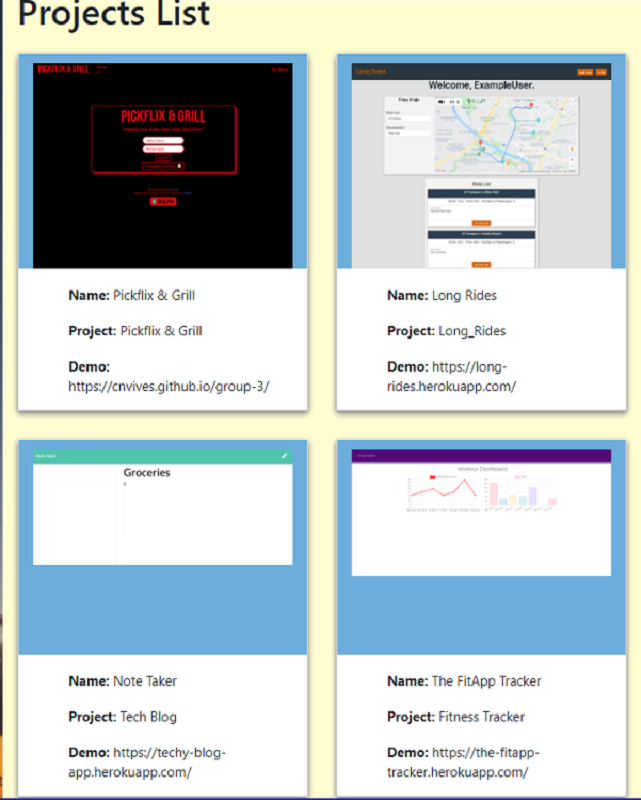 Projects List
PICKFLIX & GRILL
PICKFLIX & GRILL
Name: Pickflix & Grill
Project: Pickflix & Grill
Demo:
https://cnvives.github.io/group-3/
Long Rides
Welcome, ExampleUser.
Ride List
Name: Long Rides
Project: Long_Rides
Demo: https://long-
rides.herokuapp.com/
Note Taker
Groceries
Name: Note Taker
Project: Tech Blog
Demo: https://techy-blog-
app.herokuapp.com/
Workout Dashboard
Name: The FitApp Tracker
Project: Fitness Tracker
Demo: https://the-fitapp-
tracker.herokuapp.com/